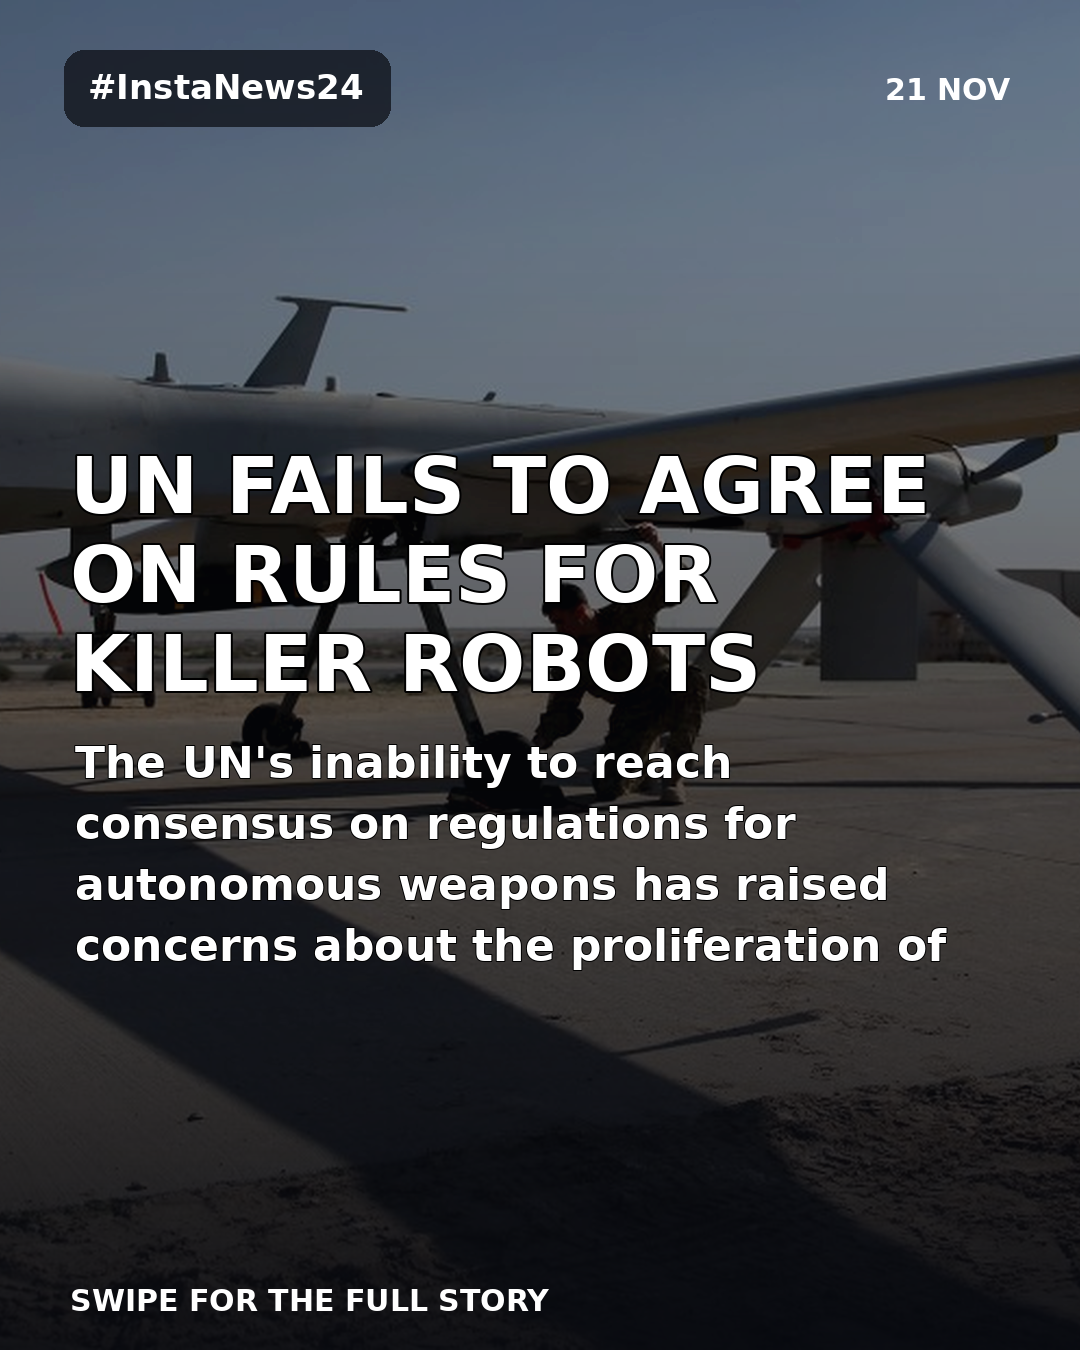 #InstaNews24
21 NOV
UN FAILS TO AGREE
ON RULES FOR
KILLER ROBOTS
The UN's inability to reach
consensus on regulations for
autonomous weapons has raised
concerns about the proliferation of
SWIPE FOR THE FULL STORY